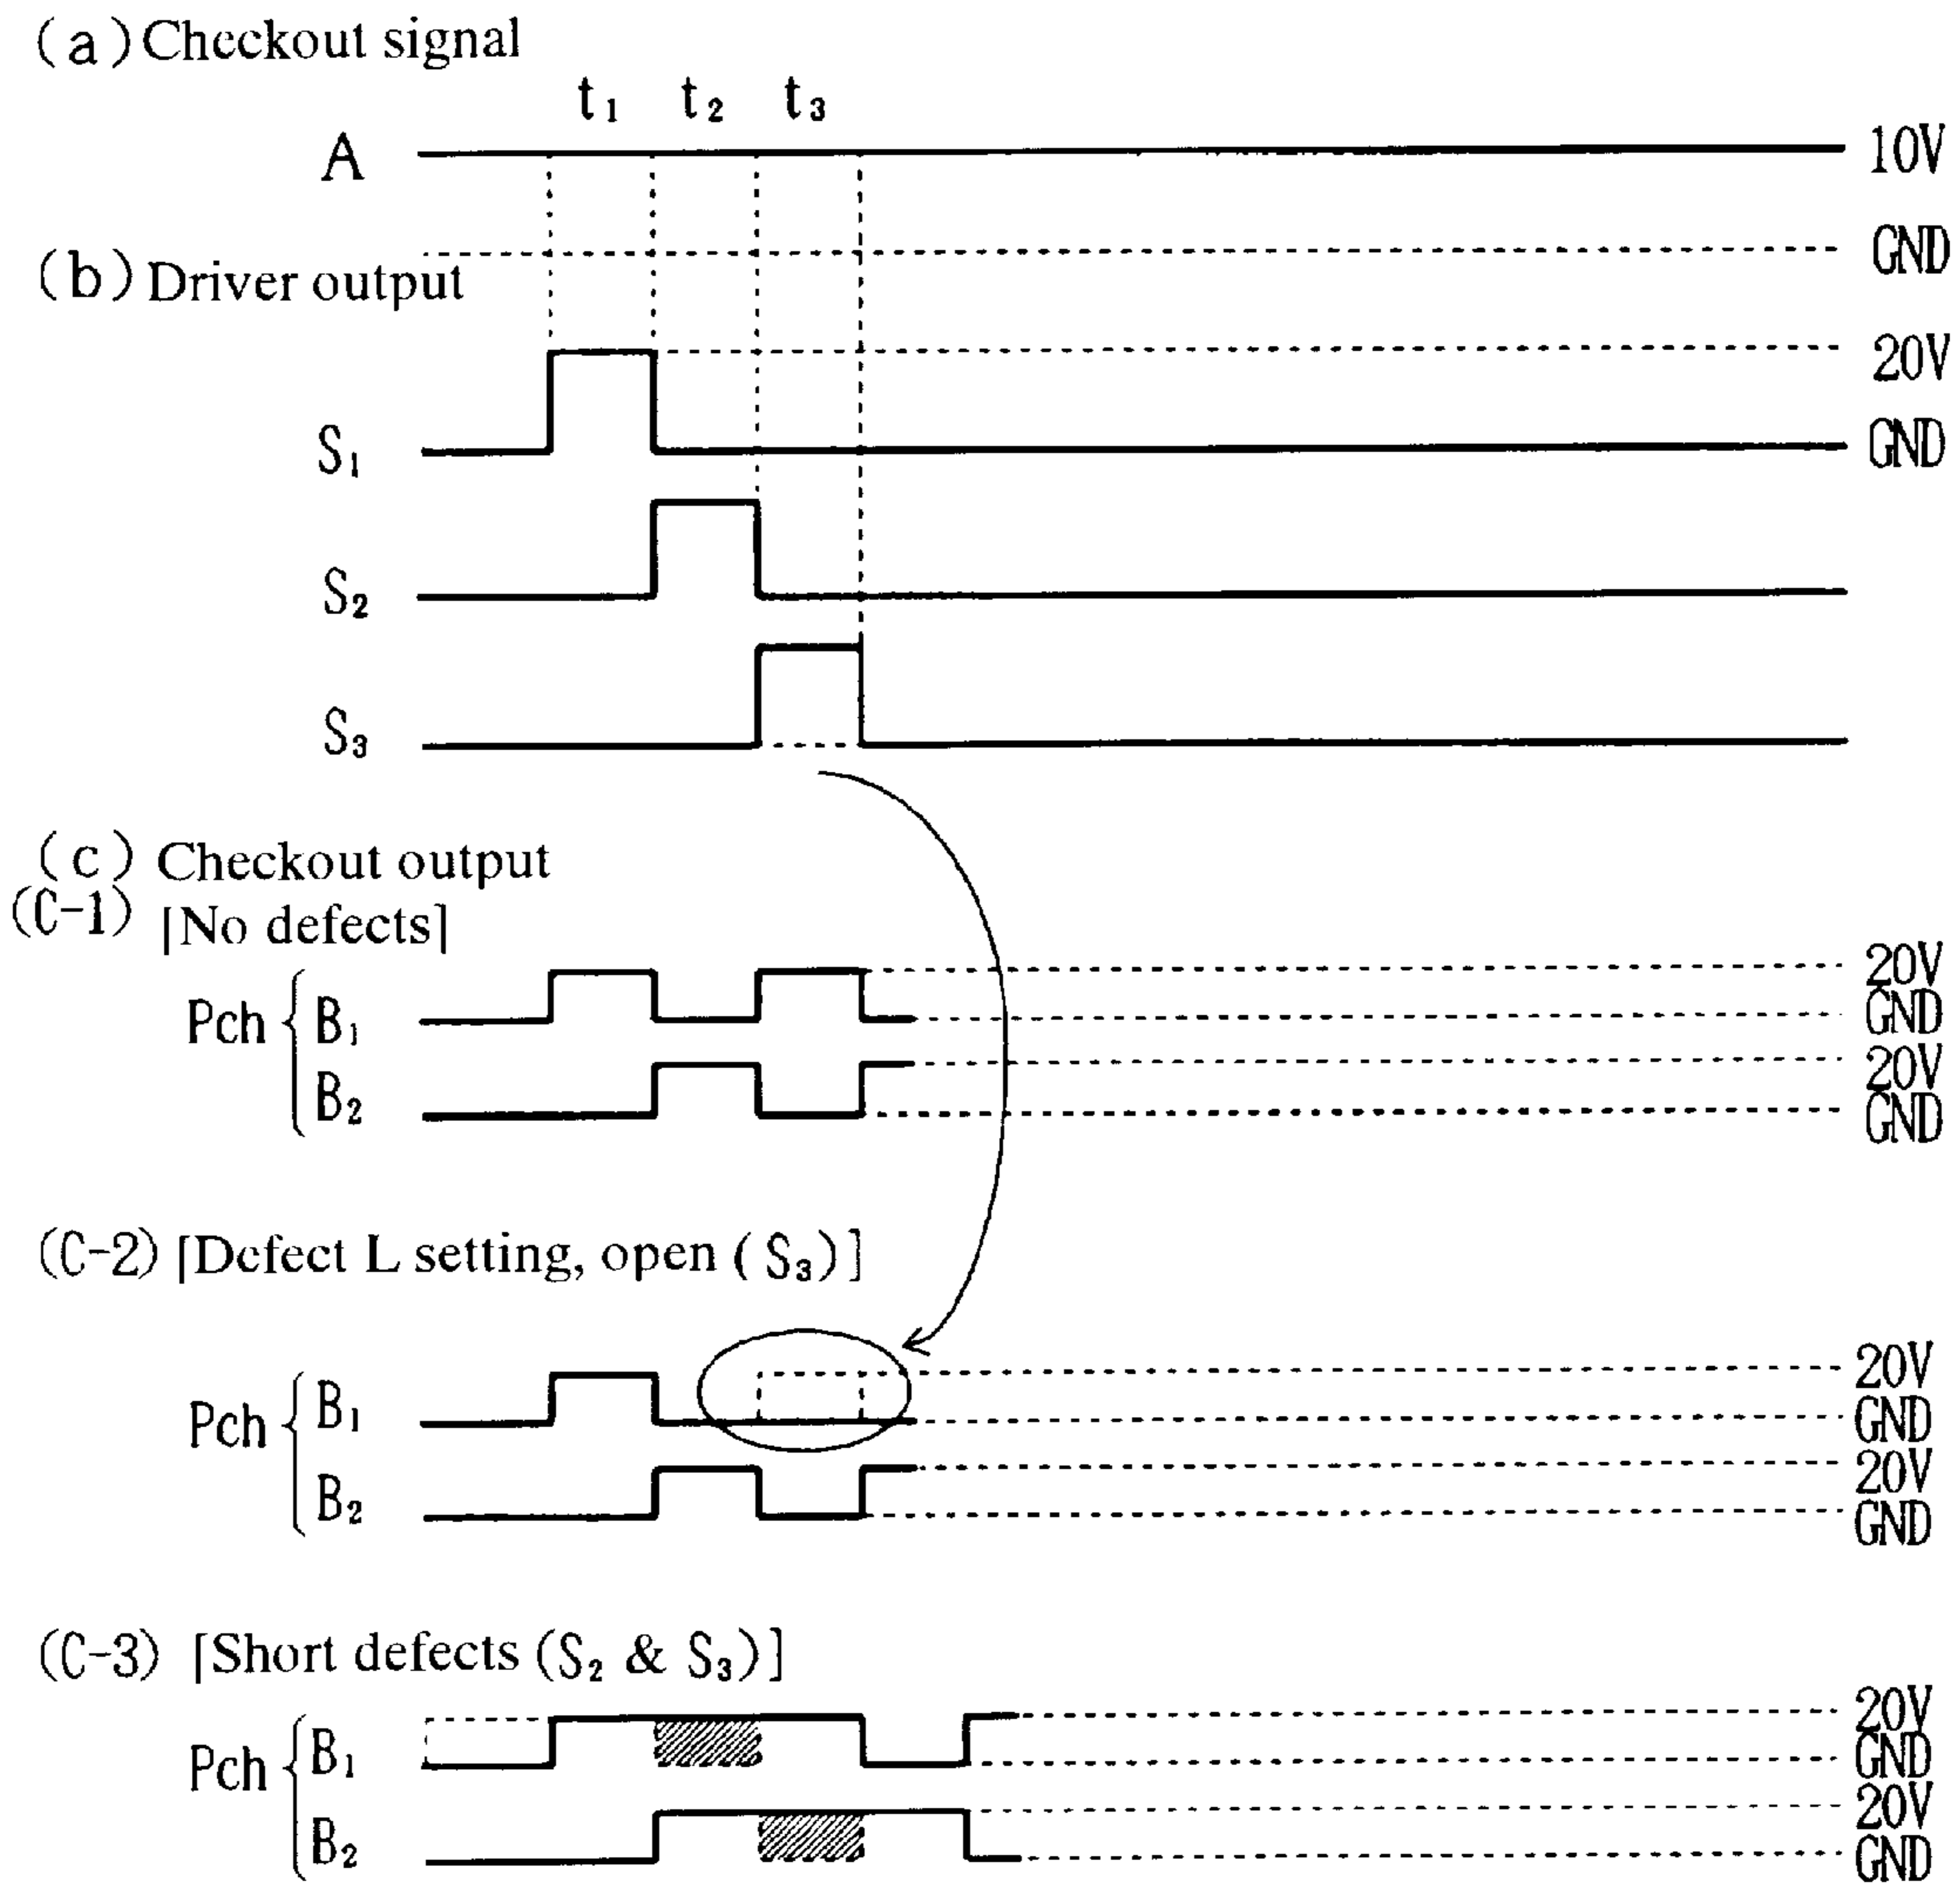 (a) Checkout signal
t₁ t₂ t₃
A 10V
GND
(b) Driver output
20V
S₁ GND
S₂
S₃
(c) Checkout output
(C-1) [No defects]
Pch
B₁ 20V
GND
B₂ 20V
GND
(C-2) [Defect L setting, open (S₃)]
Pch
B₁ 20V
GND
B₂ 20V
GND
(C-3) [Short defects (S₂ & S₃)]
Pch
B₁ 20V
GND
B₂ 20V
GND